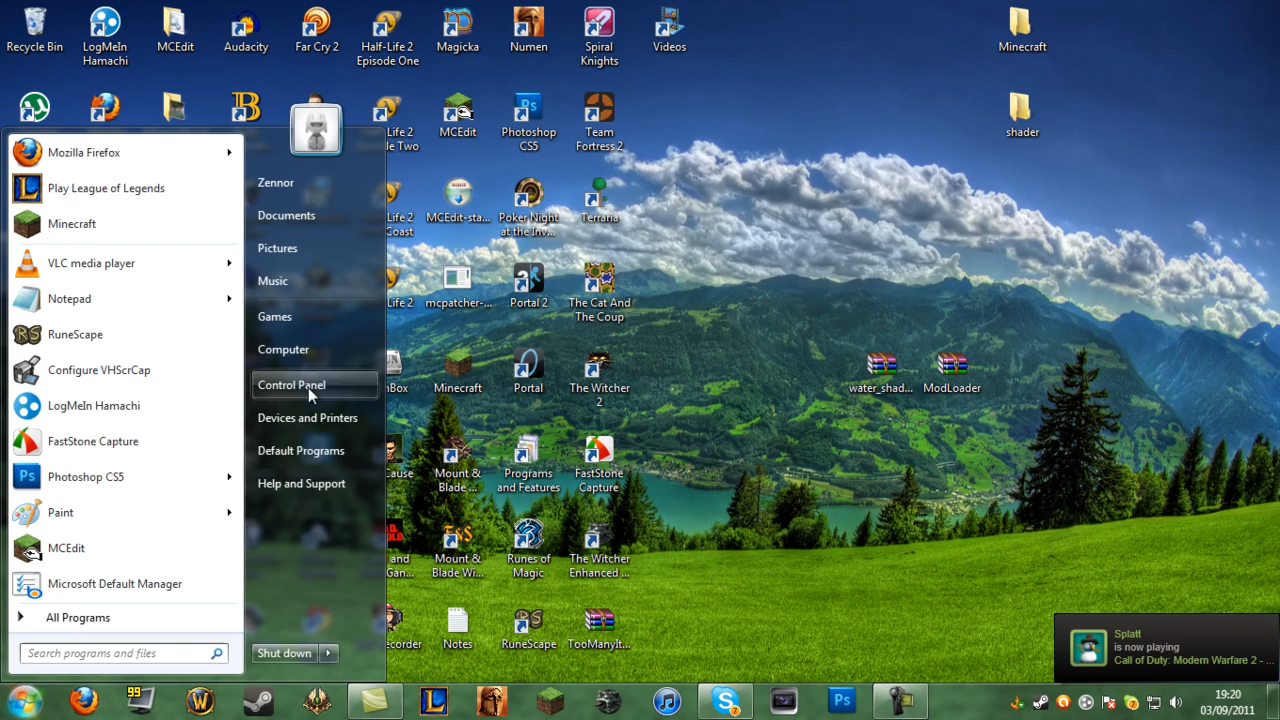 Recycle Bin
LogMeIn
Hamachi
MCEdit
Audacity
Far Cry 2
Half-Life 2
Episode One
Magicka
Numen
Spiral
Knights
Videos
Minecraft
Life 2
de Two
MCEdit
Photoshop
CS5
Team
Fortress 2
shader
Life 2
Coast
MCEdit-sta...
Poker Night
at the Inv...
Terraria
Life 2
mcpatcher-...
Portal 2
The Cat And
The Coup
nBox
Minecraft
Portal
The Witcher
2
water_shad...
ModLoader
Cause
Mount &
Blade ...
Programs
and Features
FastStone
Capture
and
Gan...
Mount &
Blade Wi...
Runes of
Magic
The Witcher
Enhanced ...
corder
Notes
RuneScape
TooManyIt...
Mozilla Firefox
Play League of Legends
Minecraft
VLC media player
Notepad
RuneScape
Configure VHScrCap
LogMeIn Hamachi
FastStone Capture
Photoshop CS5
Paint
MCEdit
Microsoft Default Manager
All Programs
Search programs and files
Zennor
Documents
Pictures
Music
Games
Computer
Control Panel
Devices and Printers
Default Programs
Help and Support
Shut down
Splatt
is now playing
Call of Duty: Modern Warfare 2 - ...
99
19:20
03/09/2011